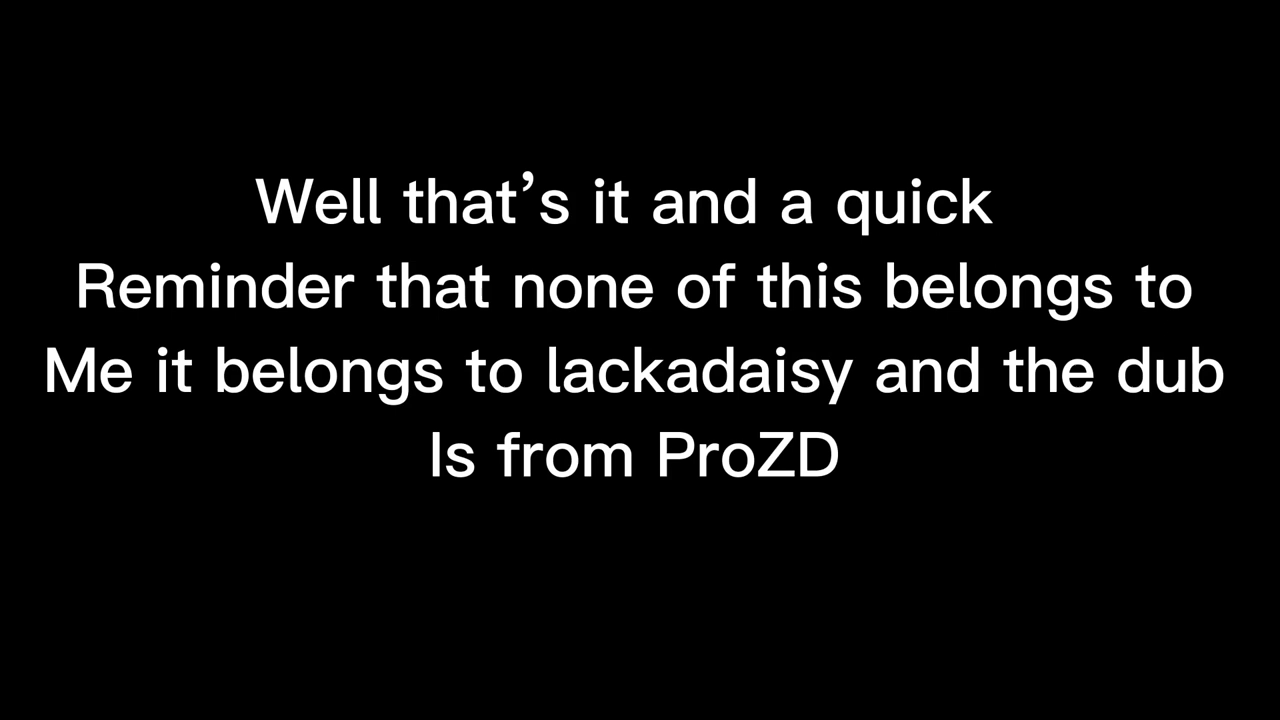 Well that’s it and a quick
Reminder that none of this belongs to
Me it belongs to lackadaisy and the dub
Is from ProZD